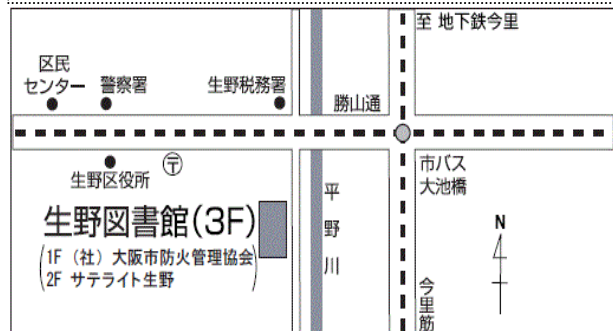 至 地下鉄今里
区民
センター
警察署
生野税務署
勝山通
生野区役所
〒
市バス
大池橋
生野図書館(3F)
(1F (社) 大阪市防火管理協会
2F サテライト生野)
平野川
N
今里筋